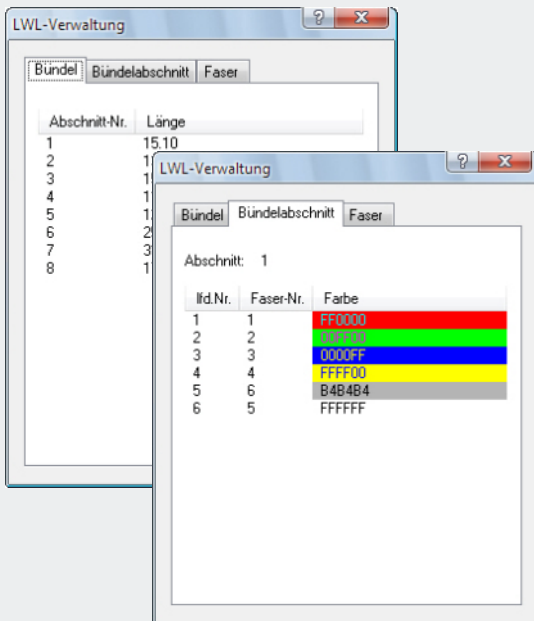 LWL-Verwaltung
Bündel Bündelabschnitt Faser
Abschnitt-Nr. Länge
1 15.10
2
3
4
5
6
7
8
LWL-Verwaltung
Bündel Bündelabschnitt Faser
Abschnitt: 1
lfd.Nr. Faser-Nr. Farbe
1 1 FF0000
2 2 00FF00
3 3 0000FF
4 4 FFFF00
5 6 B4B4B4
6 5 FFFFFF